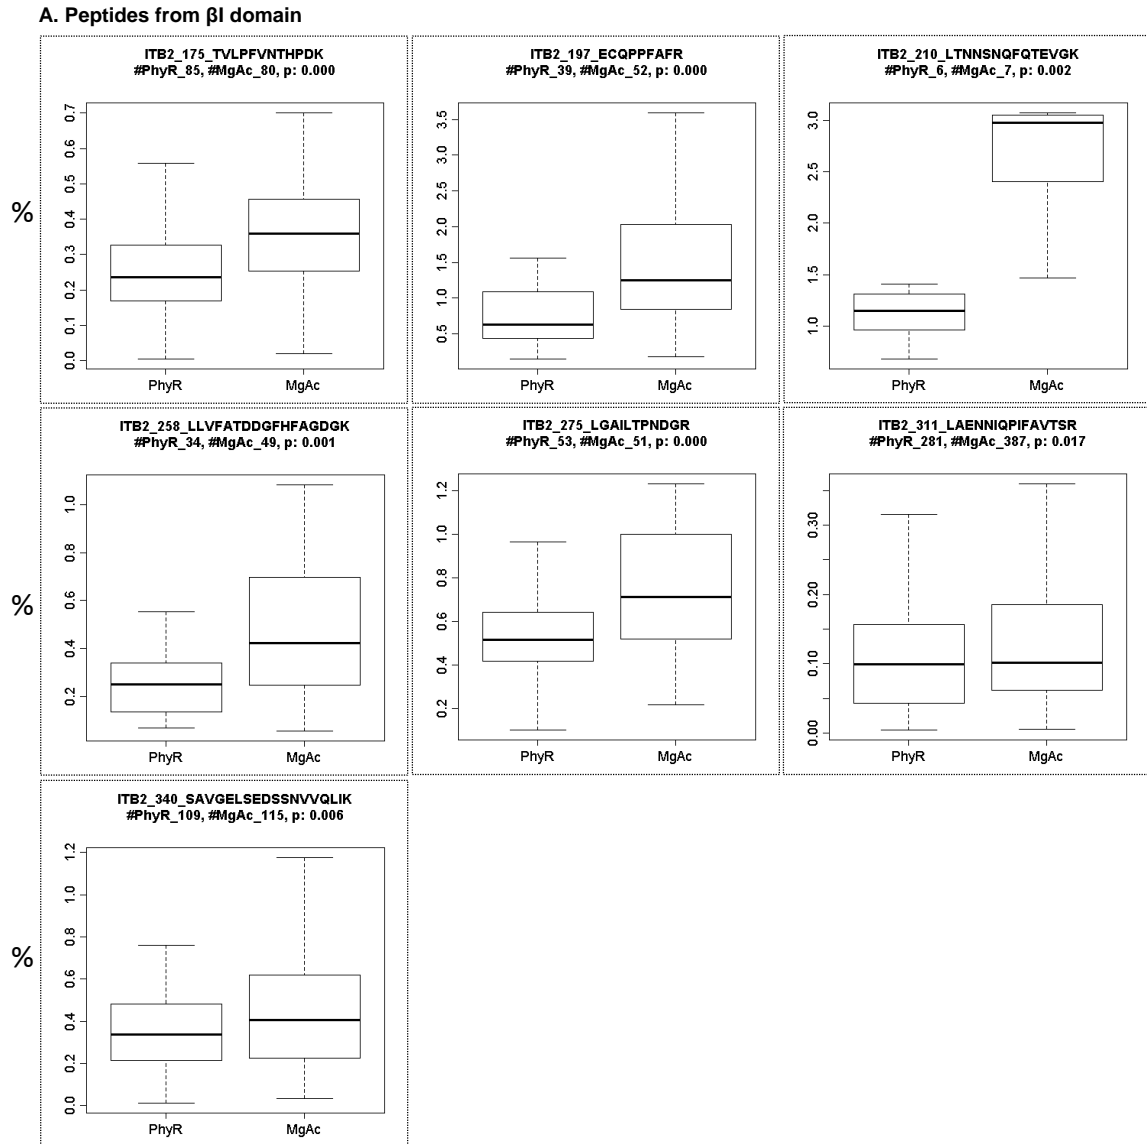 A. Peptides from βI domain
ITB2_175_TVLPFVNTHPDK
#PhyR_85, #MgAc_80, p: 0.000
%
0.7
0.6
0.5
0.4
0.3
0.2
0.1
0.0
PhyR MgAc
ITB2_197_ECQPPFAFR
#PhyR_39, #MgAc_52, p: 0.000
3.5
3.0
2.5
2.0
1.5
1.0
0.5
PhyR MgAc
ITB2_210_LTNNSNQFQTEVGK
#PhyR_6, #MgAc_7, p: 0.002
3.0
2.5
2.0
1.5
1.0
PhyR MgAc
ITB2_258_LLVFATDDGFHFAGDGK
#PhyR_34, #MgAc_49, p: 0.001
%
1.0
0.8
0.6
0.4
0.2
PhyR MgAc
ITB2_275_LGAILTPNDGR
#PhyR_53, #MgAc_51, p: 0.000
1.2
1.0
0.8
0.6
0.4
0.2
PhyR MgAc
ITB2_311_LAENNIQPIFAVTSR
#PhyR_281, #MgAc_387, p: 0.017
0.30
0.20
0.10
0.00
PhyR MgAc
ITB2_340_SAVGELSEDSSNVVQLIK
#PhyR_109, #MgAc_115, p: 0.006
%
1.2
1.0
0.8
0.6
0.4
0.2
0.0
PhyR MgAc